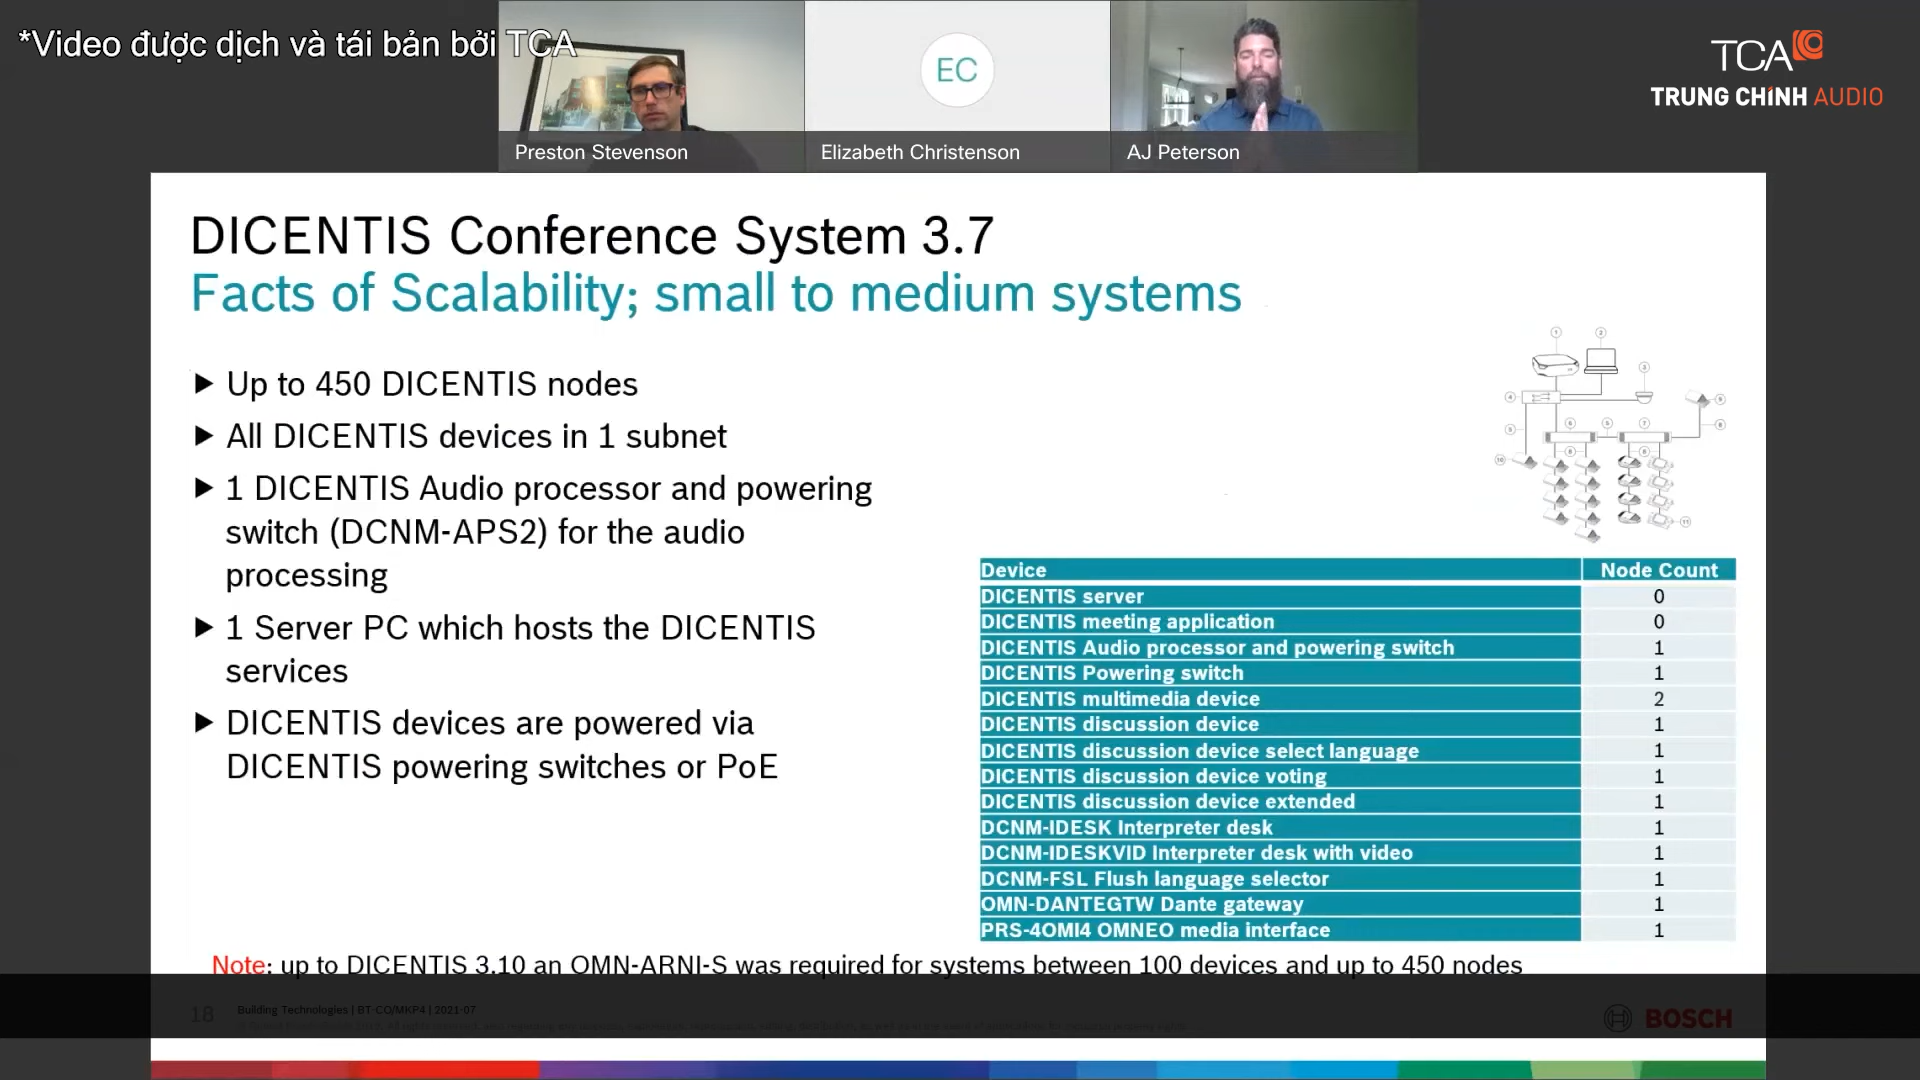 *Video được dịch và tái bản bởi TCA
EC
TCA
TRUNG CHÍNH AUDIO
Preston Stevenson
Elizabeth Christenson
AJ Peterson
DICENTIS Conference System 3.7
Facts of Scalability; small to medium systems
Up to 450 DICENTIS nodes
All DICENTIS devices in 1 subnet
1 DICENTIS Audio processor and powering
switch (DCNM-APS2) for the audio
processing
1 Server PC which hosts the DICENTIS
services
DICENTIS devices are powered via
DICENTIS powering switches or PoE
Device Node Count
DICENTIS server 0
DICENTIS meeting application 0
DICENTIS Audio processor and powering switch 1
DICENTIS Powering switch 1
DICENTIS multimedia device 2
DICENTIS discussion device 1
DICENTIS discussion device select language 1
DICENTIS discussion device voting 1
DICENTIS discussion device extended 1
DCNM-IDESK Interpreter desk 1
DCNM-IDESKVID Interpreter desk with video 1
DCNM-FSL Flush language selector 1
OMN-DANTEGTW Dante gateway 1
PRS-4OMI4 OMNEO media interface 1
Note: up to DICENTIS 3.10 an OMN-ARNI-S was required for systems between 100 devices and up to 450 nodes
18 Building Technologies | BT-CO/MKP4 | 2021-07
BOSCH